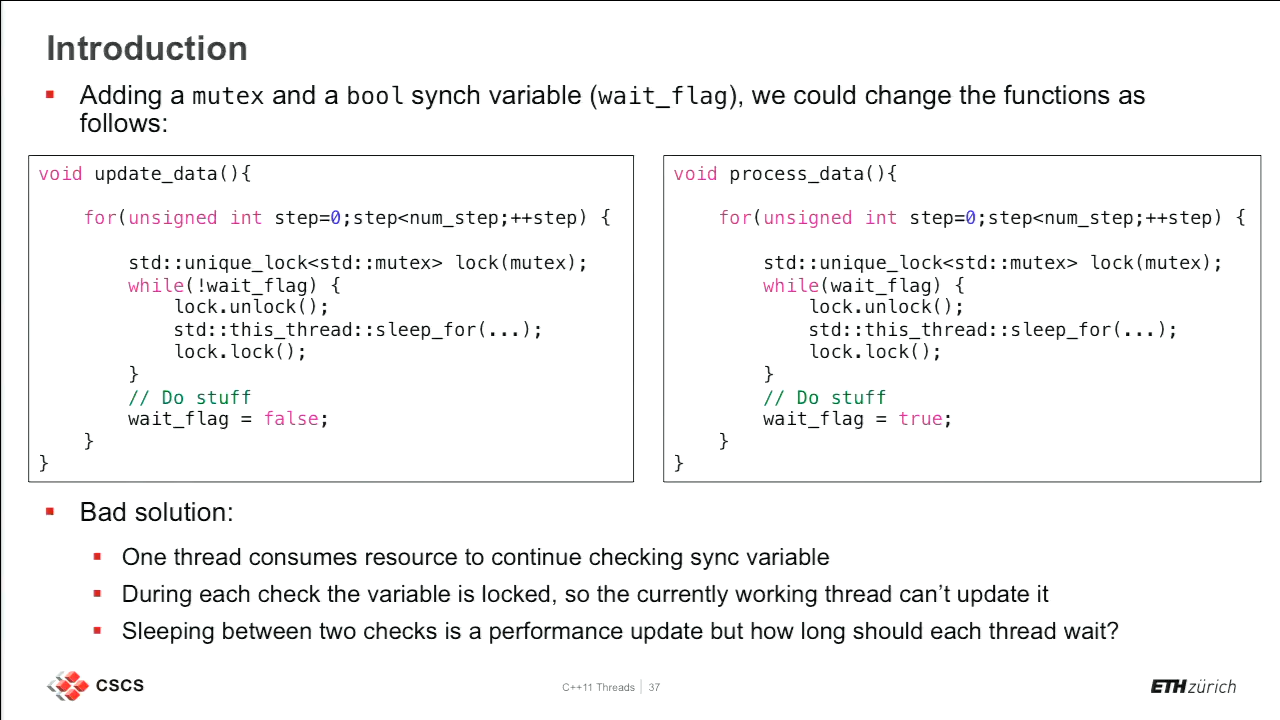 Introduction
Adding a mutex and a bool synch variable (wait_flag), we could change the functions as
follows:
void update_data(){
for(unsigned int step=0;step<num_step;++step) {
std::unique_lock<std::mutex> lock(mutex);
while(!wait_flag) {
lock.unlock();
std::this_thread::sleep_for(...);
lock.lock();
}
// Do stuff
wait_flag = false;
}
}
void process_data(){
for(unsigned int step=0;step<num_step;++step) {
std::unique_lock<std::mutex> lock(mutex);
while(wait_flag) {
lock.unlock();
std::this_thread::sleep_for(...);
lock.lock();
}
// Do stuff
wait_flag = true;
}
}
Bad solution:
One thread consumes resource to continue checking sync variable
During each check the variable is locked, so the currently working thread can’t update it
Sleeping between two checks is a performance update but how long should each thread wait?
CSCS
C++11 Threads | 37
ETH zürich